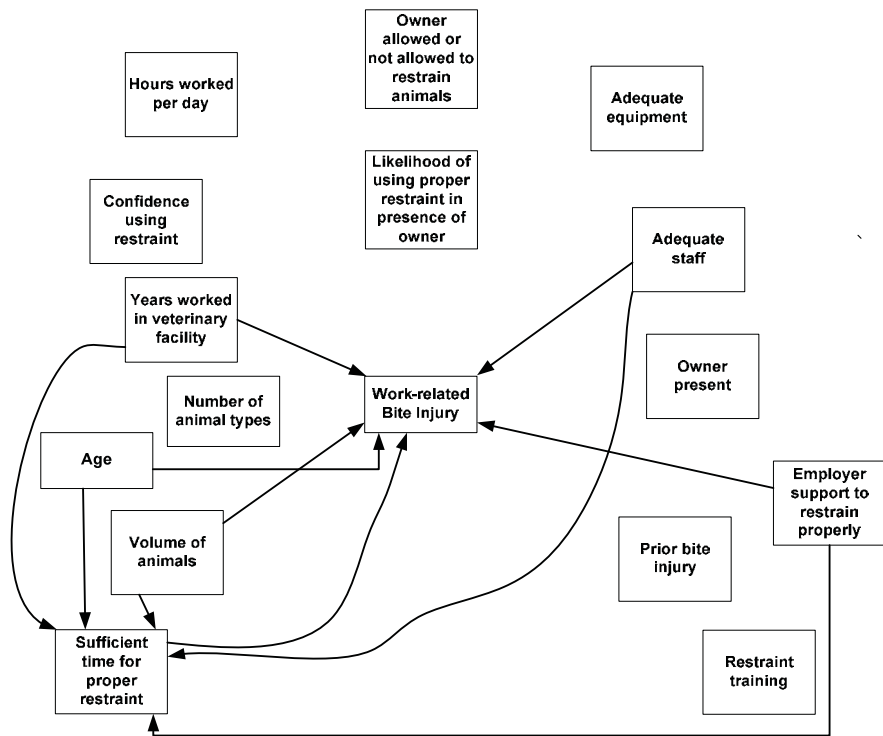 Owner
allowed or
not allowed to
restrain
animals
Hours worked
per day
Adequate
equipment
Likelihood of
using proper
restraint in
presence of
owner
Confidence
using
restraint
Adequate
staff
`
Years worked
in veterinary
facility
Owner
present
Number of
animal types
Work-related
Bite Injury
Age
Employer
support to
restrain
properly
Volume of
animals
Prior bite
injury
Sufficient
time for
proper
restraint
Restraint
training